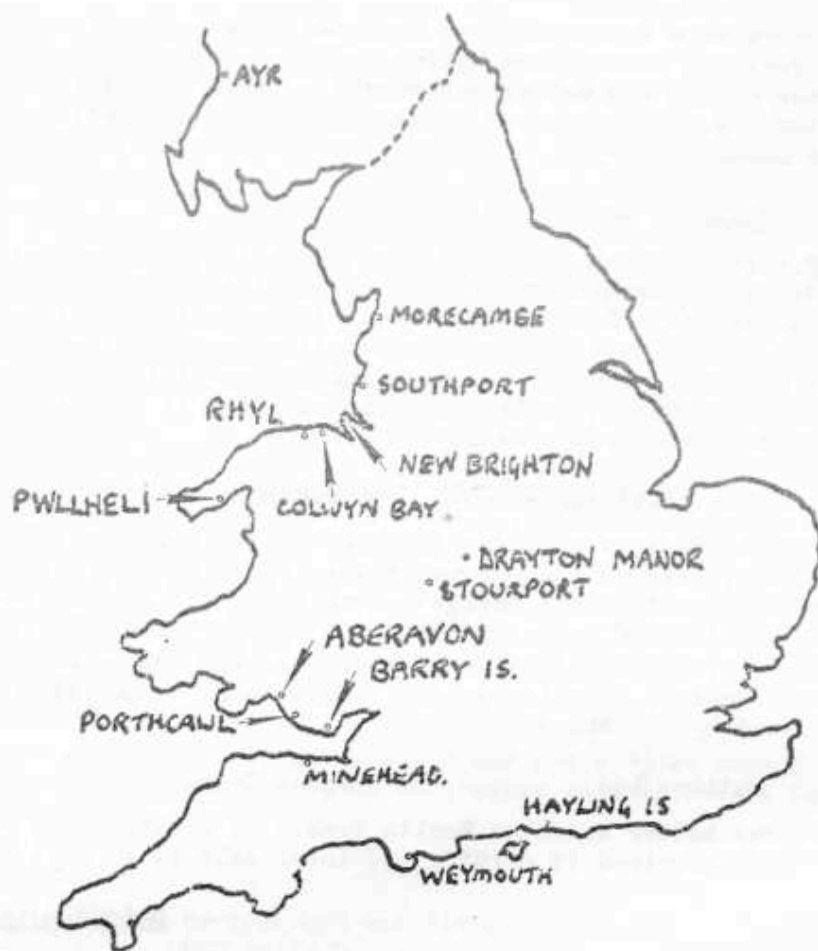 AYR
MORECAMGE
SOUTHPORT
RHYL
NEW BRIGHTON
PWLLHELI
COLWYN BAY.
DRAYTON MANOR
STOURPORT
ABERAVON
BARRY IS.
PORTHCAWL
MINEHEAD.
HAYLING IS
WEYMOUTH